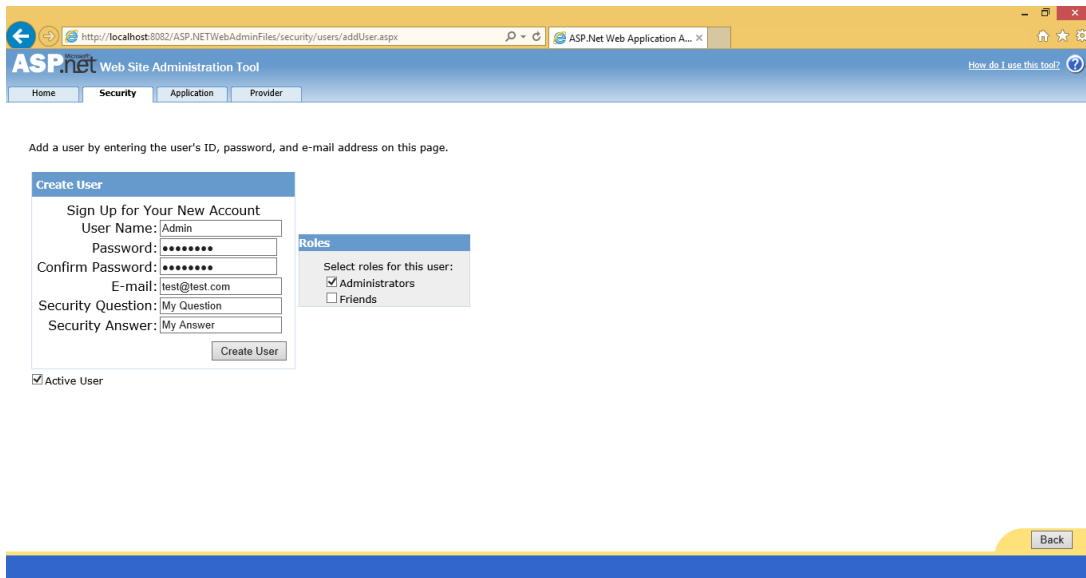 http://localhost:8082/ASP.NETWebAdminFiles/security/users/addUser.aspx
ASP.Net Web Application A...
Microsoft
ASP.net Web Site Administration Tool
How do I use this tool? ?
Home Security Application Provider
Add a user by entering the user's ID, password, and e-mail address on this page.
Create User
Sign Up for Your New Account
User Name: Admin
Password: ●●●●●●●●
Confirm Password: ●●●●●●●●
E-mail: test@test.com
Security Question: My Question
Security Answer: My Answer
Create User
Roles
Select roles for this user:
Administrators
Friends
Active User
Back